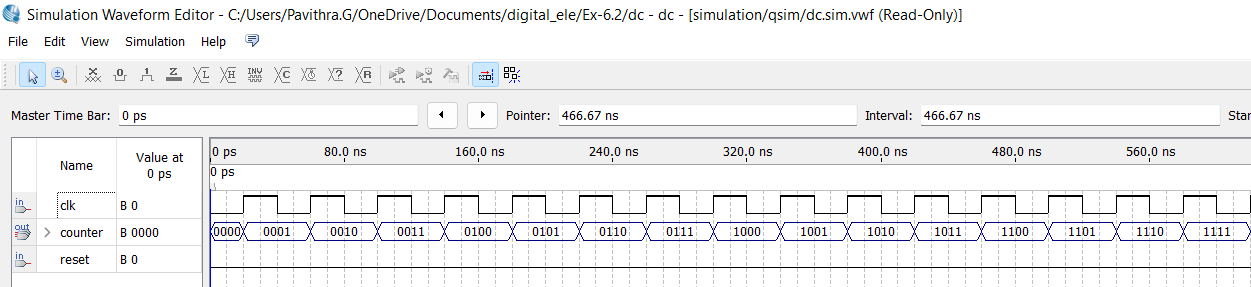 Simulation Waveform Editor - C:/Users/Pavithra.G/OneDrive/Documents/digital_ele/Ex-6.2/dc - dc - [simulation/qsim/dc.sim.vwf (Read-Only)]
File Edit View Simulation Help
Master Time Bar: 0 ps Pointer: 466.67 ns Interval: 466.67 ns Star
Name Value at 0 ps
0 ps 80.0 ns 160.0 ns 240.0 ns 320.0 ns 400.0 ns 480.0 ns 560.0 ns
0 ps
in clk B 0
out > counter B 0000 0000 0001 0010 0011 0100 0101 0110 0111 1000 1001 1010 1011 1100 1101 1110 1111
in reset B 0